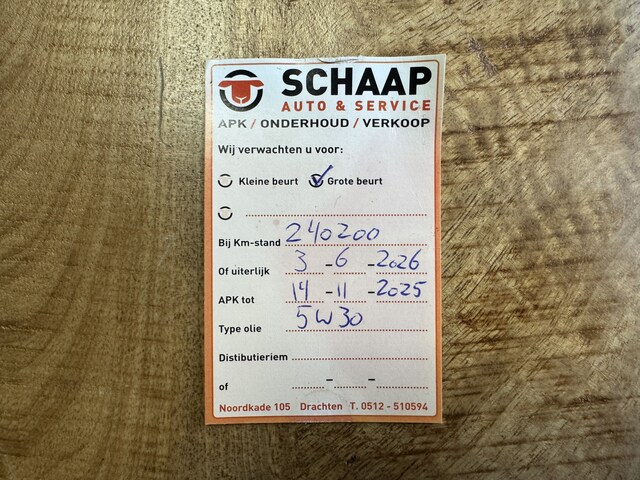 SCHAAP
AUTO & SERVICE
APK / ONDERHOUD / VERKOOP
Wij verwachten u voor:
Kleine beurt Grote beurt
Bij Km-stand 240200
Of uiterlijk 3 - 6 - 2026
APK tot 14 - 11 - 2025
Type olie 5W30
Distributieriem
of - -
Noordkade 105 Drachten T. 0512 - 510594